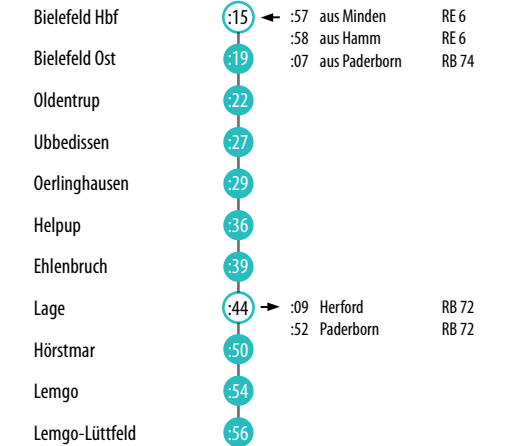 Bielefeld Hbf :15 :57 aus Minden RE 6
:58 aus Hamm RE 6
Bielefeld Ost :19 :07 aus Paderborn RB 74
Oldentrup :22
Ubbedissen :27
Oerlinghausen :29
Helpup :36
Ehlenbruch :39
Lage :44 :09 Herford RB 72
:52 Paderborn RB 72
Hörstmar :50
Lemgo :54
Lemgo-Lüttfeld :56